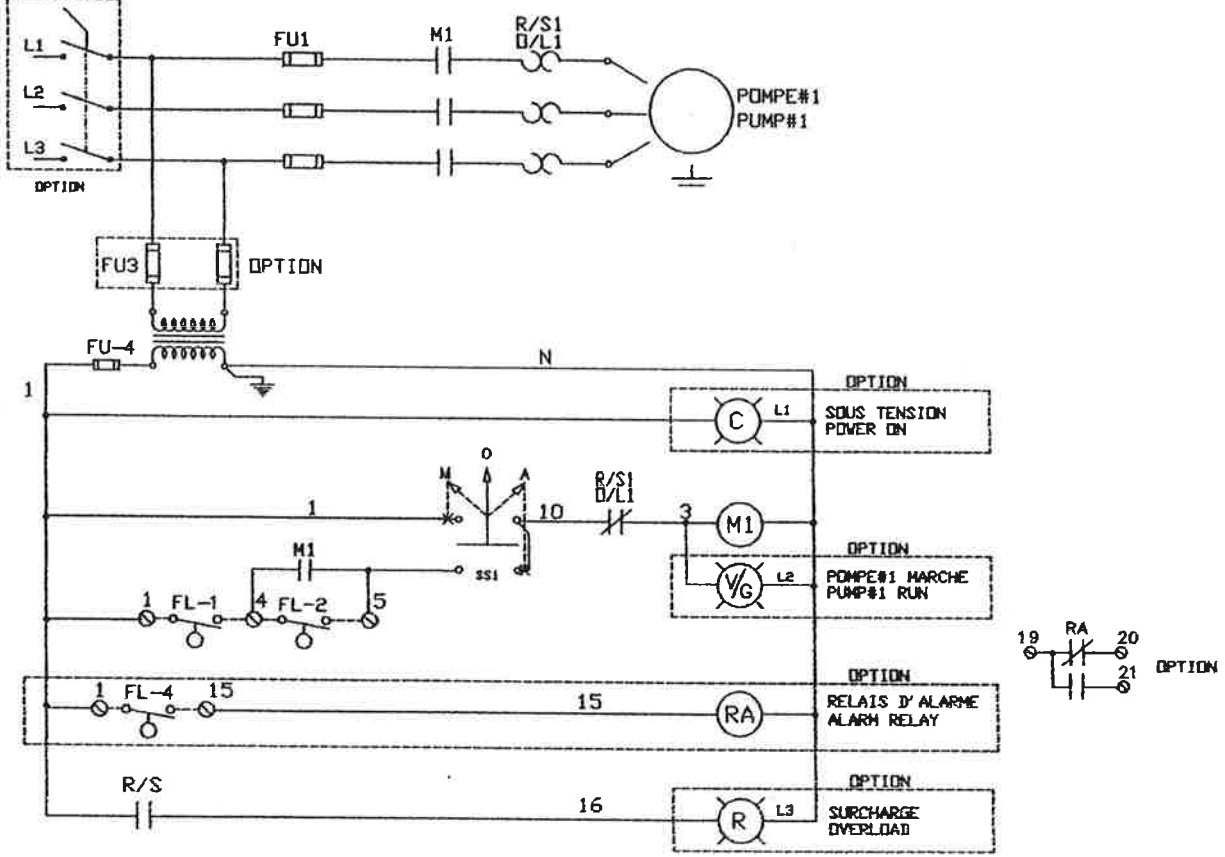 L1
L2
L3
OPTION
FU1
M1
R/S1
O/L1
POMPE#1
PUMP#1
FU3
OPTION
FU-4
N
1
OPTION
C
L1
SOUS TENSION
POWER ON
M
O
A
1
SS1
10
R/S1
O/L1
3
M1
OPTION
V/G
L2
POMPE#1 MARCHE
PUMP#1 RUN
M1
1
FL-1
4
FL-2
5
19
RA
20
21
OPTION
OPTION
1
FL-4
15
15
RA
RELAIS D'ALARME
ALARM RELAY
R/S
16
OPTION
R
L3
SURCHARGE
OVERLOAD